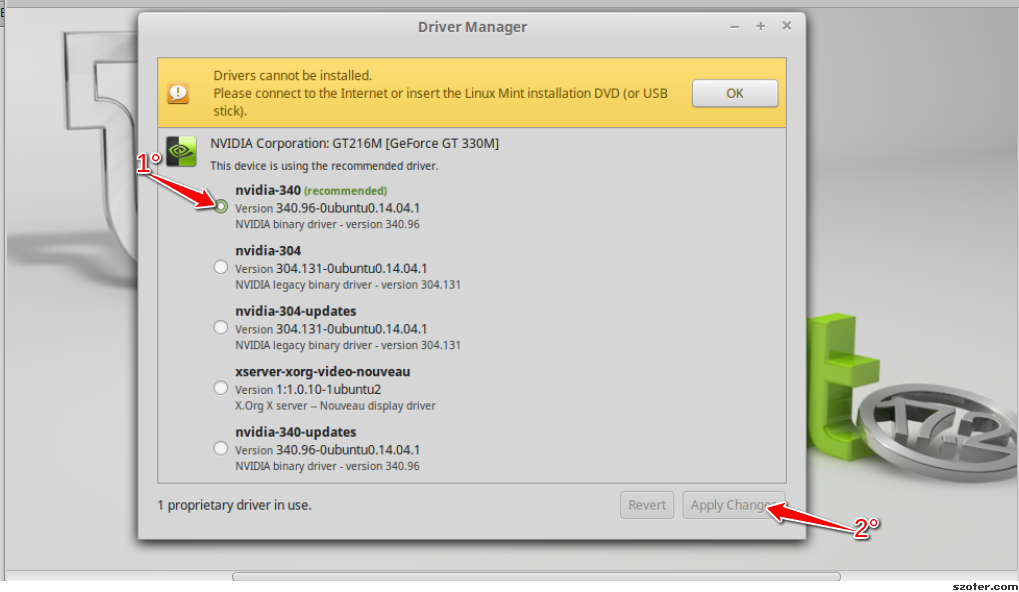 Driver Manager
Drivers cannot be installed.
Please connect to the Internet or insert the Linux Mint installation DVD (or USB
stick).
OK
NVIDIA Corporation: GT216M [GeForce GT 330M]
This device is using the recommended driver.
1°
nvidia-340 (recommended)
Version 340.96-0ubuntu0.14.04.1
NVIDIA binary driver - version 340.96
nvidia-304
Version 304.131-0ubuntu0.14.04.1
NVIDIA legacy binary driver - version 304.131
nvidia-304-updates
Version 304.131-0ubuntu0.14.04.1
NVIDIA legacy binary driver - version 304.131
xserver-xorg-video-nouveau
Version 1:1.0.10-1ubuntu2
X.Org X server -- Nouveau display driver
nvidia-340-updates
Version 340.96-0ubuntu0.14.04.1
NVIDIA binary driver - version 340.96
t
17.2
1 proprietary driver in use.
Revert
Apply Changes
2°
szoter.com